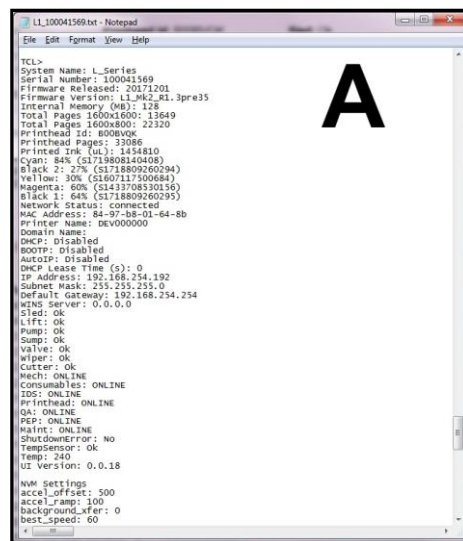 L1_100041569.txt - Notepad
File Edit Format View Help
A
TCL>
System Name: L_Series
Serial Number: 100041569
Firmware Released: 20171201
Firmware Version: L1_Mk2_R1.3pre35
Internal Memory (MB): 128
Total Pages 1600x1600: 13649
Total Pages 1600x800: 22320
Printhead Id: B00BVQK
Printhead Pages: 33086
Printed Ink (uL): 1454810
Cyan: 84% (S1719808140408)
Black 2: 27% (S1718809260294)
Yellow: 30% (S1607117500684)
Magenta: 60% (S1433708530156)
Black 1: 64% (S1718809260295)
Network Status: connected
MAC Address: 84-97-b8-01-64-8b
Printer Name: DEV000000
Domain Name:
DHCP: Disabled
BOOTP: Disabled
AutoIP: Disabled
DHCP Lease Time (s): 0
IP Address: 192.168.254.192
Subnet Mask: 255.255.255.0
Default Gateway: 192.168.254.254
WINS Server: 0.0.0.0
Sled: Ok
Lift: Ok
Pump: Ok
Sump: Ok
Valve: Ok
Wiper: Ok
Cutter: Ok
Mech: ONLINE
Consumables: ONLINE
IDS: ONLINE
Printhead: ONLINE
QA: ONLINE
PEP: ONLINE
Maint: ONLINE
ShutdownError: No
TempSensor: Ok
Temp: 240
UI Version: 0.0.18
NVM Settings
accel_offset: 500
accel_ramp: 100
background_xfer: 0
best_speed: 60